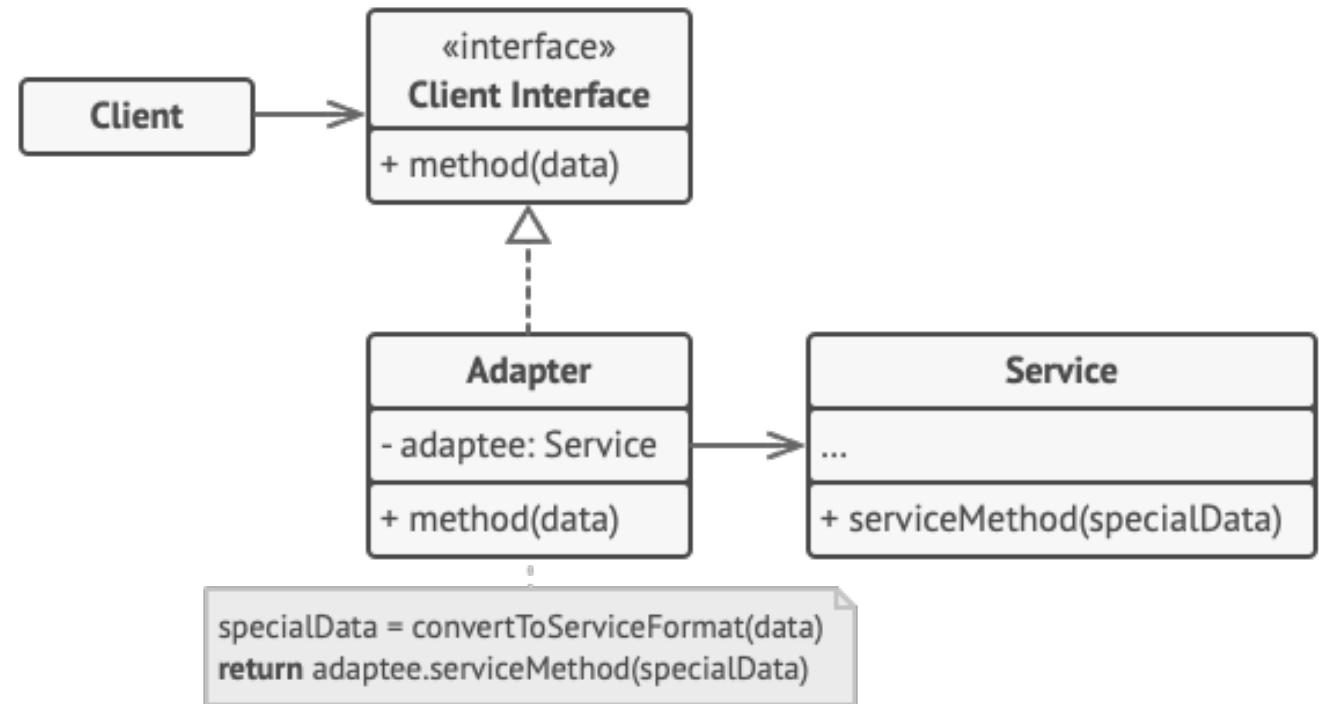 Client
«interface»
Client Interface
+ method(data)
Adapter
- adaptee: Service
+ method(data)
Service
...
+ serviceMethod(specialData)
specialData = convertToServiceFormat(data)
return adaptee.serviceMethod(specialData)